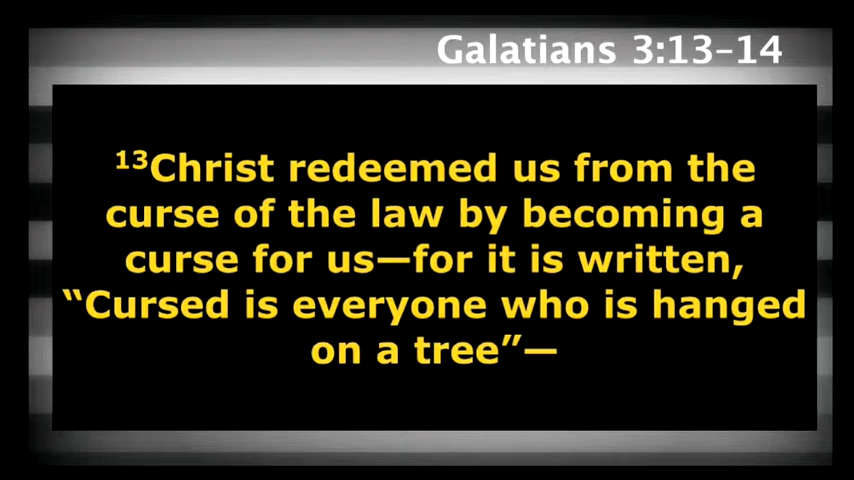 Galatians 3:13–14
¹³Christ redeemed us from the
curse of the law by becoming a
curse for us—for it is written,
“Cursed is everyone who is hanged
on a tree”—